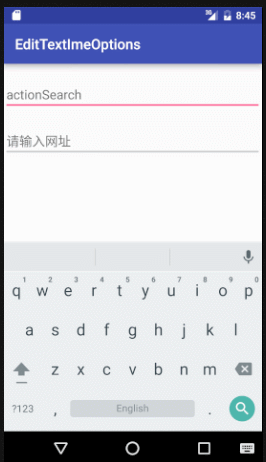 8:45
EditTextImeOptions
actionSearch
请输入网址
1 2 3 4 5 6 7 8 9 0
q w e r t y u i o p
a s d f g h j k l
z x c v b n m
?123 , English .